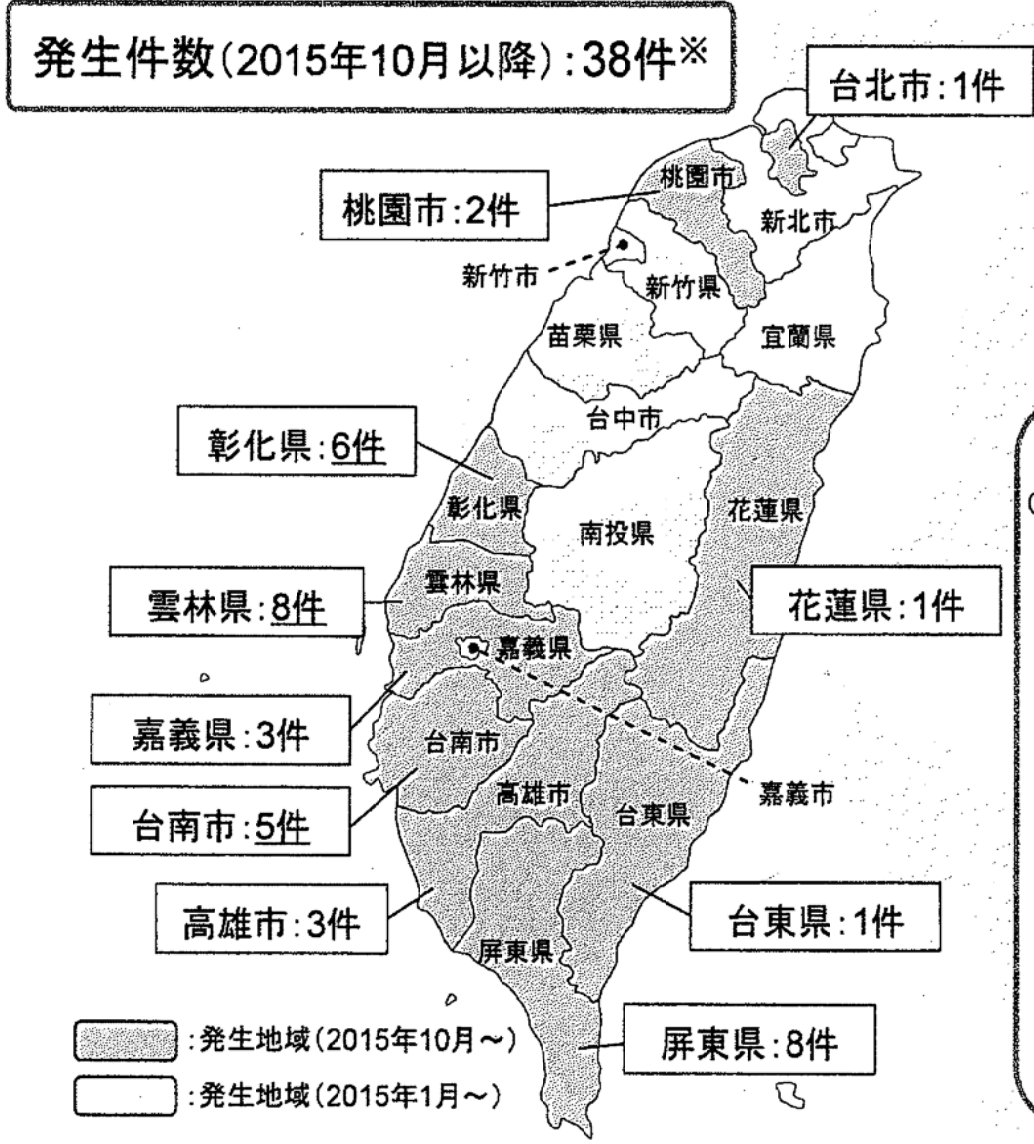 発生件数(2015年10月以降):38件※
台北市:1件
桃園市
桃園市:2件
新北市
新竹市
新竹県
苗栗県
宜蘭県
台中市
彰化県:6件
彰化県
南投県
花蓮県
雲林県
雲林県:8件
花蓮県:1件
嘉義県
嘉義県:3件
台南市
高雄市
嘉義市
台東県
台南市:5件
高雄市:3件
台東県:1件
屏東県
:発生地域(2015年10月～)
屏東県:8件
:発生地域(2015年1月～)